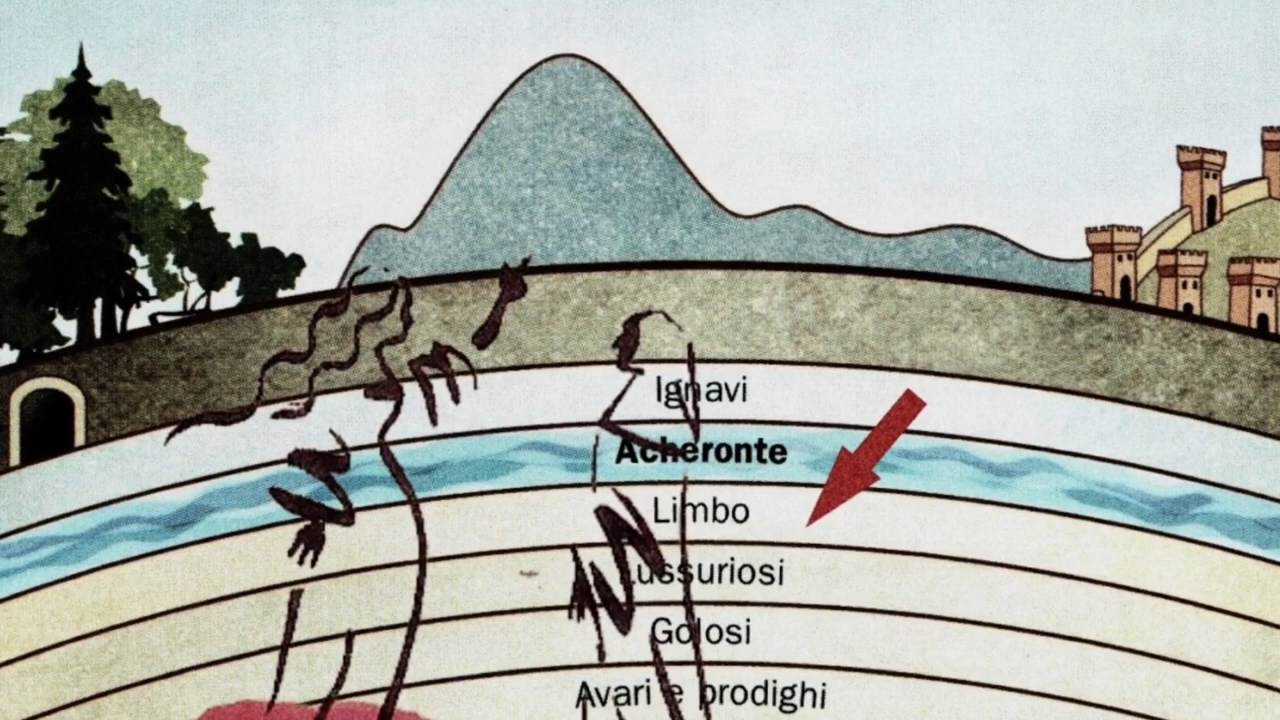 Ignavi
Acheronte
Limbo
Lussuriosi
Golosi
Avari e prodighi